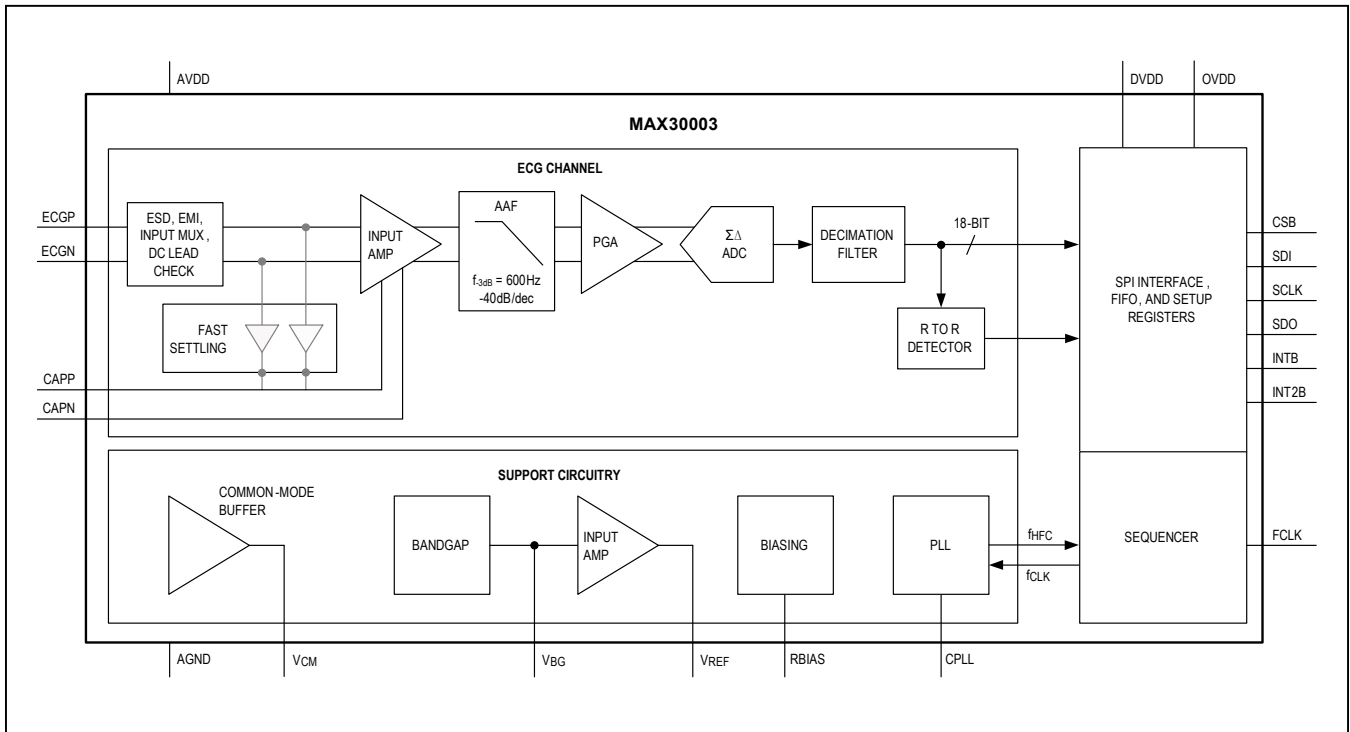 AVDD
DVDD
OVDD
MAX30003
ECG CHANNEL
ECGP
ECGN
ESD, EMI,
INPUT MUX ,
DC LEAD
CHECK
INPUT
AMP
AAF
f-3dB = 600Hz
-40dB/dec
PGA
ΣΔ
ADC
DECIMATION
FILTER
18-BIT
R TO R
DETECTOR
FAST
SETTLING
CAPP
CAPN
SPI INTERFACE ,
FIFO, AND SETUP
REGISTERS
CSB
SDI
SCLK
SDO
INTB
INT2B
SUPPORT CIRCUITRY
COMMON -MODE
BUFFER
BANDGAP
INPUT
AMP
BIASING
PLL
fHFC
fCLK
SEQUENCER
FCLK
AGND
VCM
VBG
VREF
RBIAS
CPLL